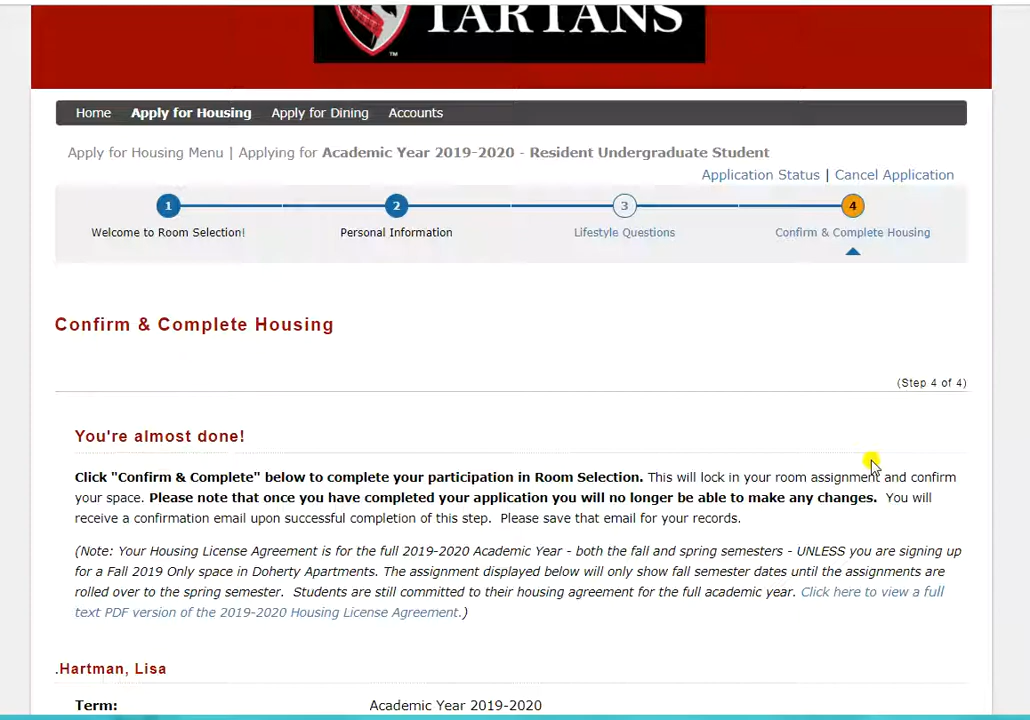 TARTANS
™
Home Apply for Housing Apply for Dining Accounts
Apply for Housing Menu | Applying for Academic Year 2019-2020 - Resident Undergraduate Student
Application Status | Cancel Application
1 2 3 4
Welcome to Room Selection! Personal Information Lifestyle Questions Confirm & Complete Housing
Confirm & Complete Housing
(Step 4 of 4)
You're almost done!
Click "Confirm & Complete" below to complete your participation in Room Selection. This will lock in your room assignment and confirm
your space. Please note that once you have completed your application you will no longer be able to make any changes. You will
receive a confirmation email upon successful completion of this step. Please save that email for your records.
(Note: Your Housing License Agreement is for the full 2019-2020 Academic Year - both the fall and spring semesters - UNLESS you are signing up
for a Fall 2019 Only space in Doherty Apartments. The assignment displayed below will only show fall semester dates until the assignments are
rolled over to the spring semester. Students are still committed to their housing agreement for the full academic year. Click here to view a full
text PDF version of the 2019-2020 Housing License Agreement.)
.Hartman, Lisa
Term: Academic Year 2019-2020